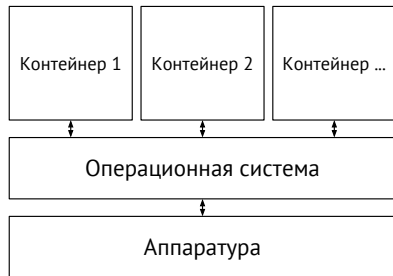 Контейнер 1
Контейнер 2
Контейнер ...
Операционная система
Аппаратура